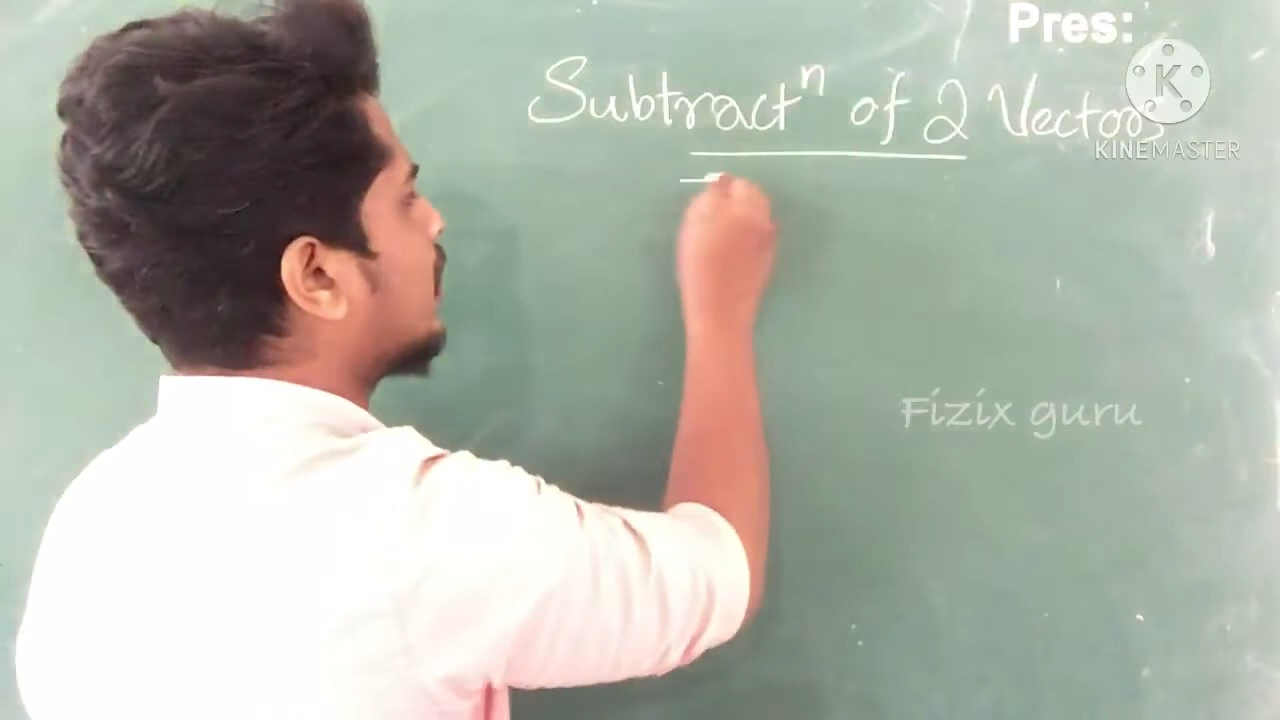 Pres:
Subtractⁿ of 2 Vectors
K
KINEMASTER
Fizix guru